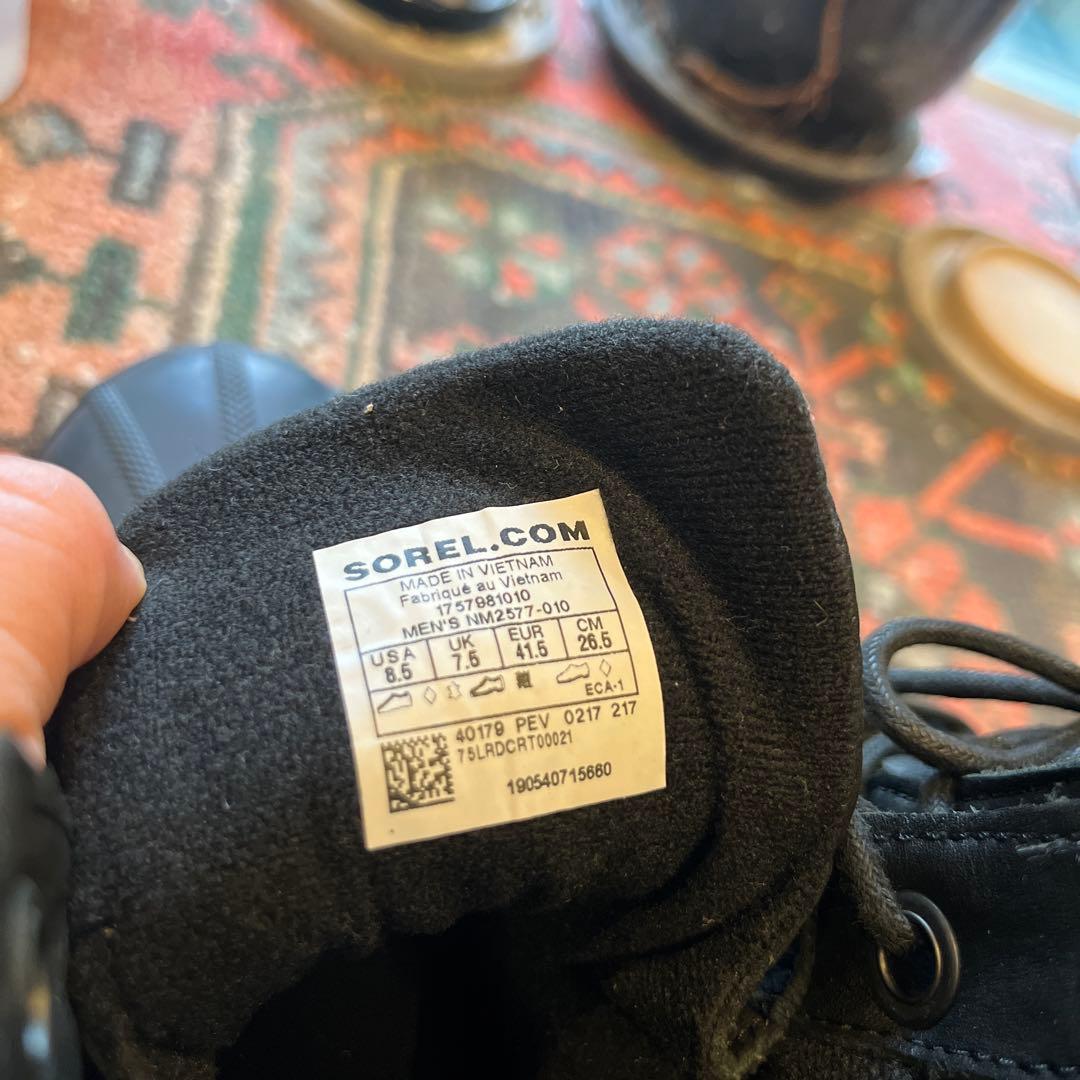 SOREL.COM
MADE IN VIETNAM
Fabriqué au Vietnam
1757981010
MEN'S NM2577-010
USA UK EUR CM
8.5 7.5 41.5 26.5
ECA-1
40179 PEV 0217 217
75LRDCRT00021
190540715660